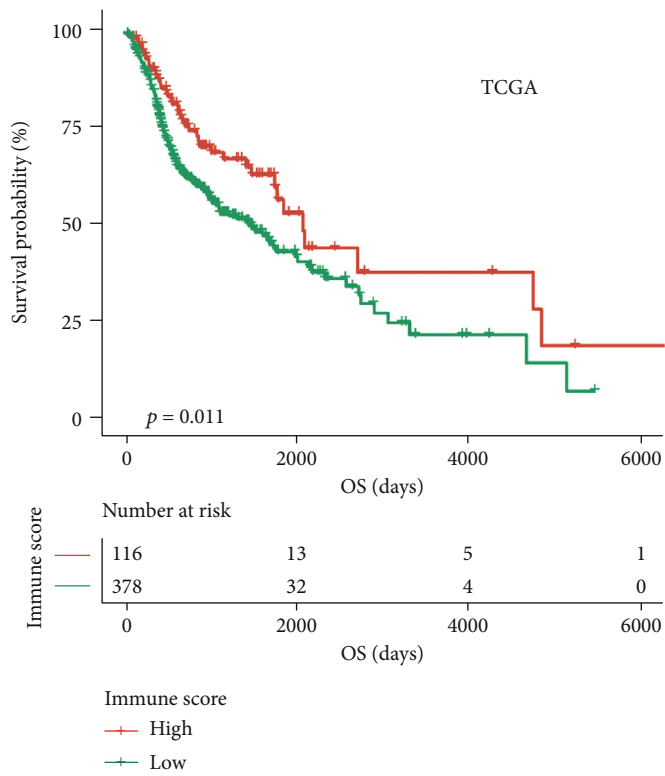 100
TCGA
75
Survival probability (%)
50
25
0
p = 0.011
0 2000 4000 6000
OS (days)
Number at risk
Immune score
116 13 5 1
378 32 4 0
0 2000 4000 6000
OS (days)
Immune score
High
Low